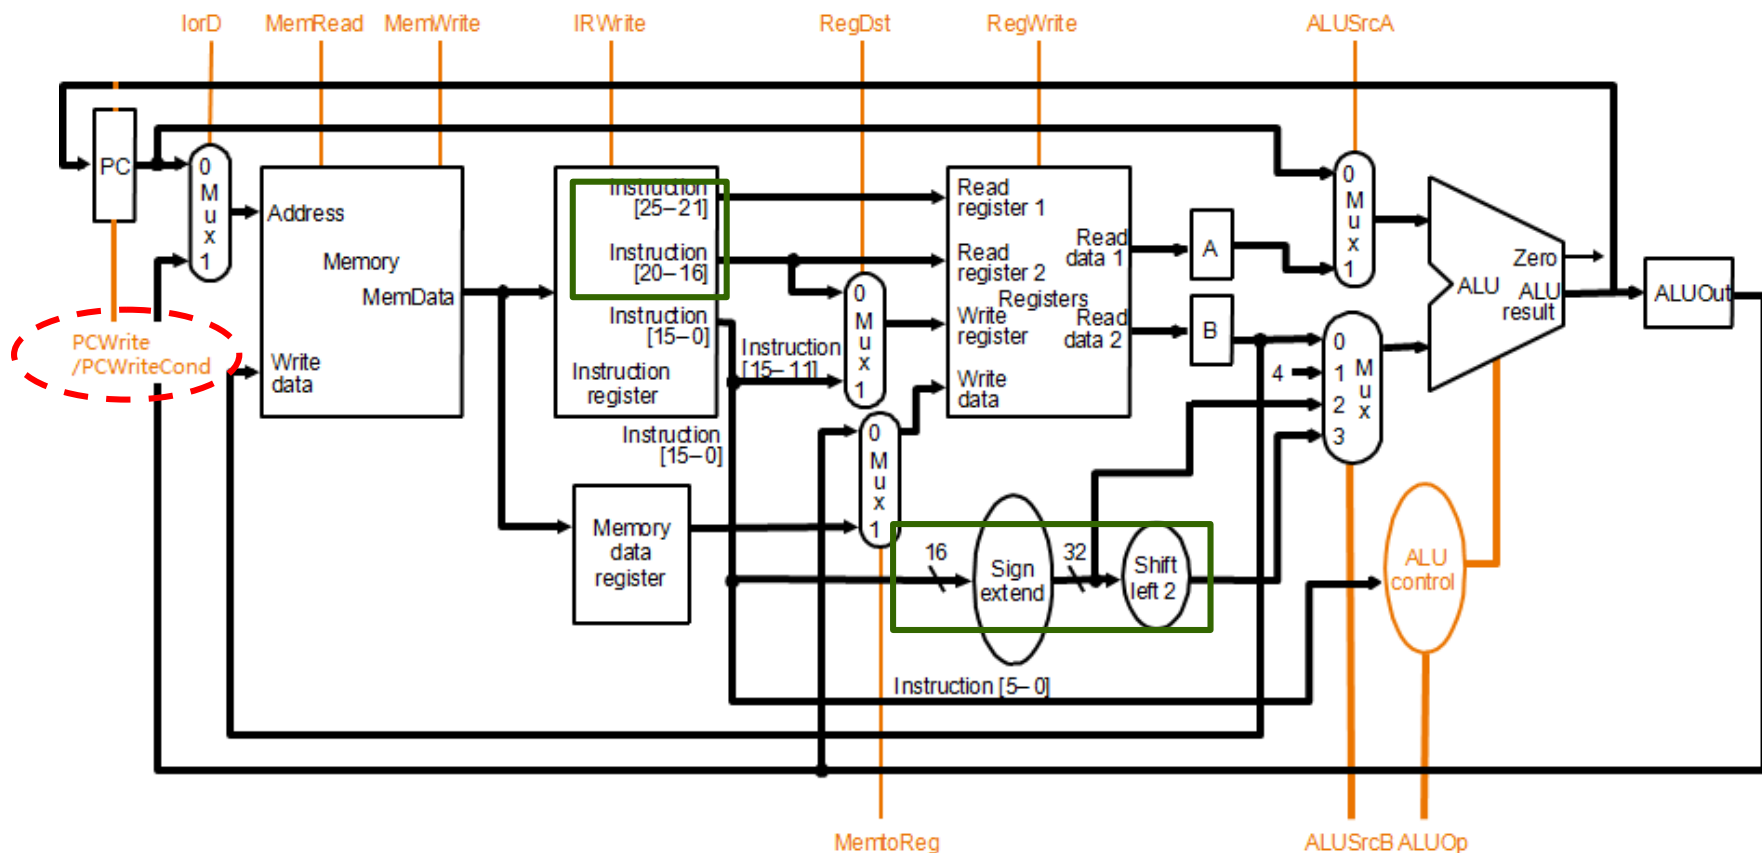 IorD
MemRead
MemWrite
IRWrite
RegDst
RegWrite
ALUSrcA
PC
0
M
u
x
1
Address
Memory
MemData
Write
data
PCWrite
/PCWriteCond
Instruction
[25–21]
Instruction
[20–16]
Instruction
[15–0]
Instruction
register
Instruction
[15–11]
Instruction
[15–0]
Memory
data
register
0
M
u
x
1
0
M
u
x
1
Read
register 1
Read
register 2
Registers
Write
register
Write
data
Read
data 1
Read
data 2
A
B
16
Sign
extend
32
Shift
left 2
Instruction [5–0]
0
M
u
x
1
4
0
1
2
3
M
u
x
Zero
ALU
ALU
result
ALUOut
ALU
control
MemtoReg
ALUSrcB
ALUOp